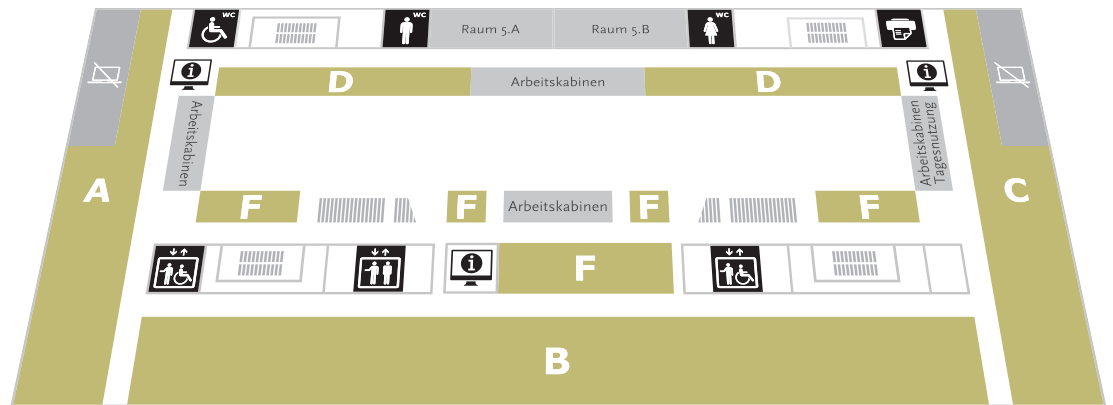 WC
WC
Raum 5.A
Raum 5.B
WC
i
D
Arbeitskabinen
D
i
Arbeitskabinen
Arbeitskabinen
Tagesnutzung
A
F
F
Arbeitskabinen
F
F
C
i
F
B